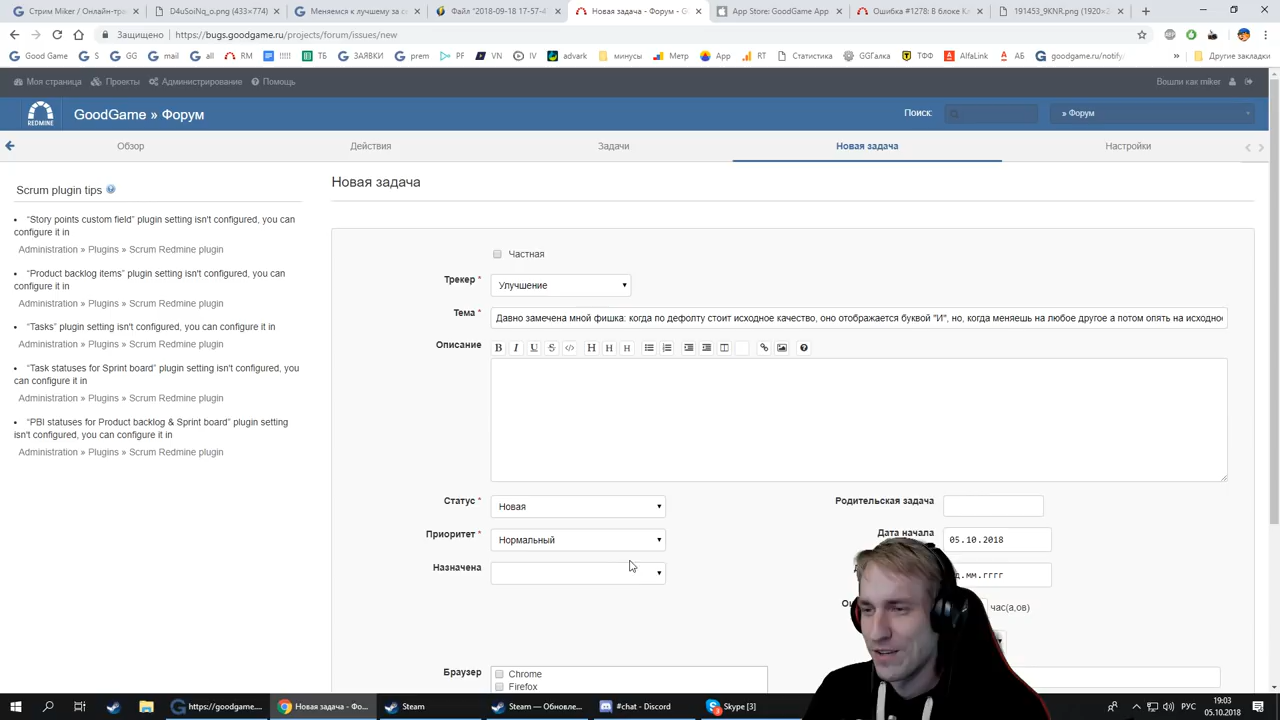 Стрим Miker / Онлайн-тра
D4uSoiNq_o.png (433×774)
Меняемся к лучшему за с
Файл "2018-09-18 17-57-4
Новая задача - Форум - G
App Store: GoodGame App
Ошибка #1278: В блоке К
191453_9KNR.png (1920×2
Защищено
https://bugs.goodgame.ru/projects/forum/issues/new
Good Game
GG
mail
all
RM
!!!!
ТБ
ЗАЯВКИ
prem
PF
VN
IV
advark
минусы
Метр
App
RT
Статистика
GGГалка
ТФФ
AlfaLink
АБ
goodgame.ru/notify
Другие закладки
Моя страница
Проекты
Администрирование
Помощь
Вошли как miker
REDMINE
GoodGame » Форум
Поиск:
» Форум
Обзор
Действия
Задачи
Новая задача
Настройки
Scrum plugin tips
"Story points custom field" plugin setting isn't configured, you can
configure it in
Administration » Plugins » Scrum Redmine plugin
"Product backlog items" plugin setting isn't configured, you can
configure it in
Administration » Plugins » Scrum Redmine plugin
"Tasks" plugin setting isn't configured, you can configure it in
Administration » Plugins » Scrum Redmine plugin
"Task statuses for Sprint board" plugin setting isn't configured, you
can configure it in
Administration » Plugins » Scrum Redmine plugin
"PBI statuses for Product backlog & Sprint board" plugin setting
isn't configured, you can configure it in
Administration » Plugins » Scrum Redmine plugin
Новая задача
Частная
Трекер *
Улучшение
Тема *
Давно замечена мной фишка: когда по дефолту стоит исходное качество, оно отображается буквой "И", но, когда меняешь на любое другое а потом опять на исходно
Описание
B I U S </> H H H
Статус *
Новая
Родительская задача
Приоритет *
Нормальный
Дата начала
05.10.2018
Назначена
д.мм.гггг
час(а,ов)
Браузер
Chrome
Firefox
https://goodgame....
Новая задача - Фо...
Steam
Steam — Обновле...
#chat - Discord
Skype [3]
РУС
19:03
05.10.2018